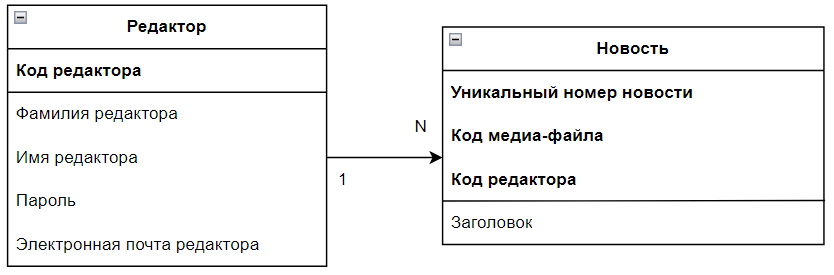 Редактор
Код редактора
Фамилия редактора
Имя редактора
Пароль
Электронная почта редактора
1
N
Новость
Уникальный номер новости
Код медиа-файла
Код редактора
Заголовок